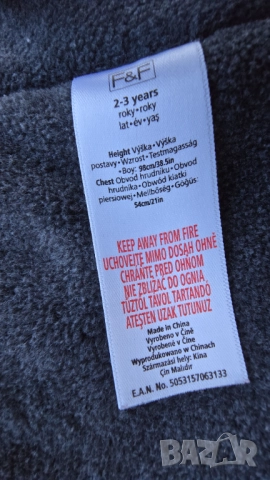 F&F
2-3 years
roky•roky
lat•év•yaş
Height Výška•Výška
postavy•Wzrost•Testmagasság
•Boy: 98cm/38.5in
Chest Obvod hrudníku•Obvod
hrudníka•Obwód klatki
piersiowej•Mellbőség•Göğüs:
54cm/21in
KEEP AWAY FROM FIRE
UCHOVEJTE MIMO DOSAH OHNĚ
CHRÁŇTE PRED OHŇOM
NIE ZBLIŻAĆ DO OGNIA
TŰZTŐL TÁVOL TARTANDÓ
ATEŞTEN UZAK TUTUNUZ
Made in China
Vyrobeno v Číně
Vyrobené v Číne
Wyprodukowano w Chinach
Származási hely: Kína
Çin Malıdır
E.A.N. No. 5053157063133
BAZAR
bg